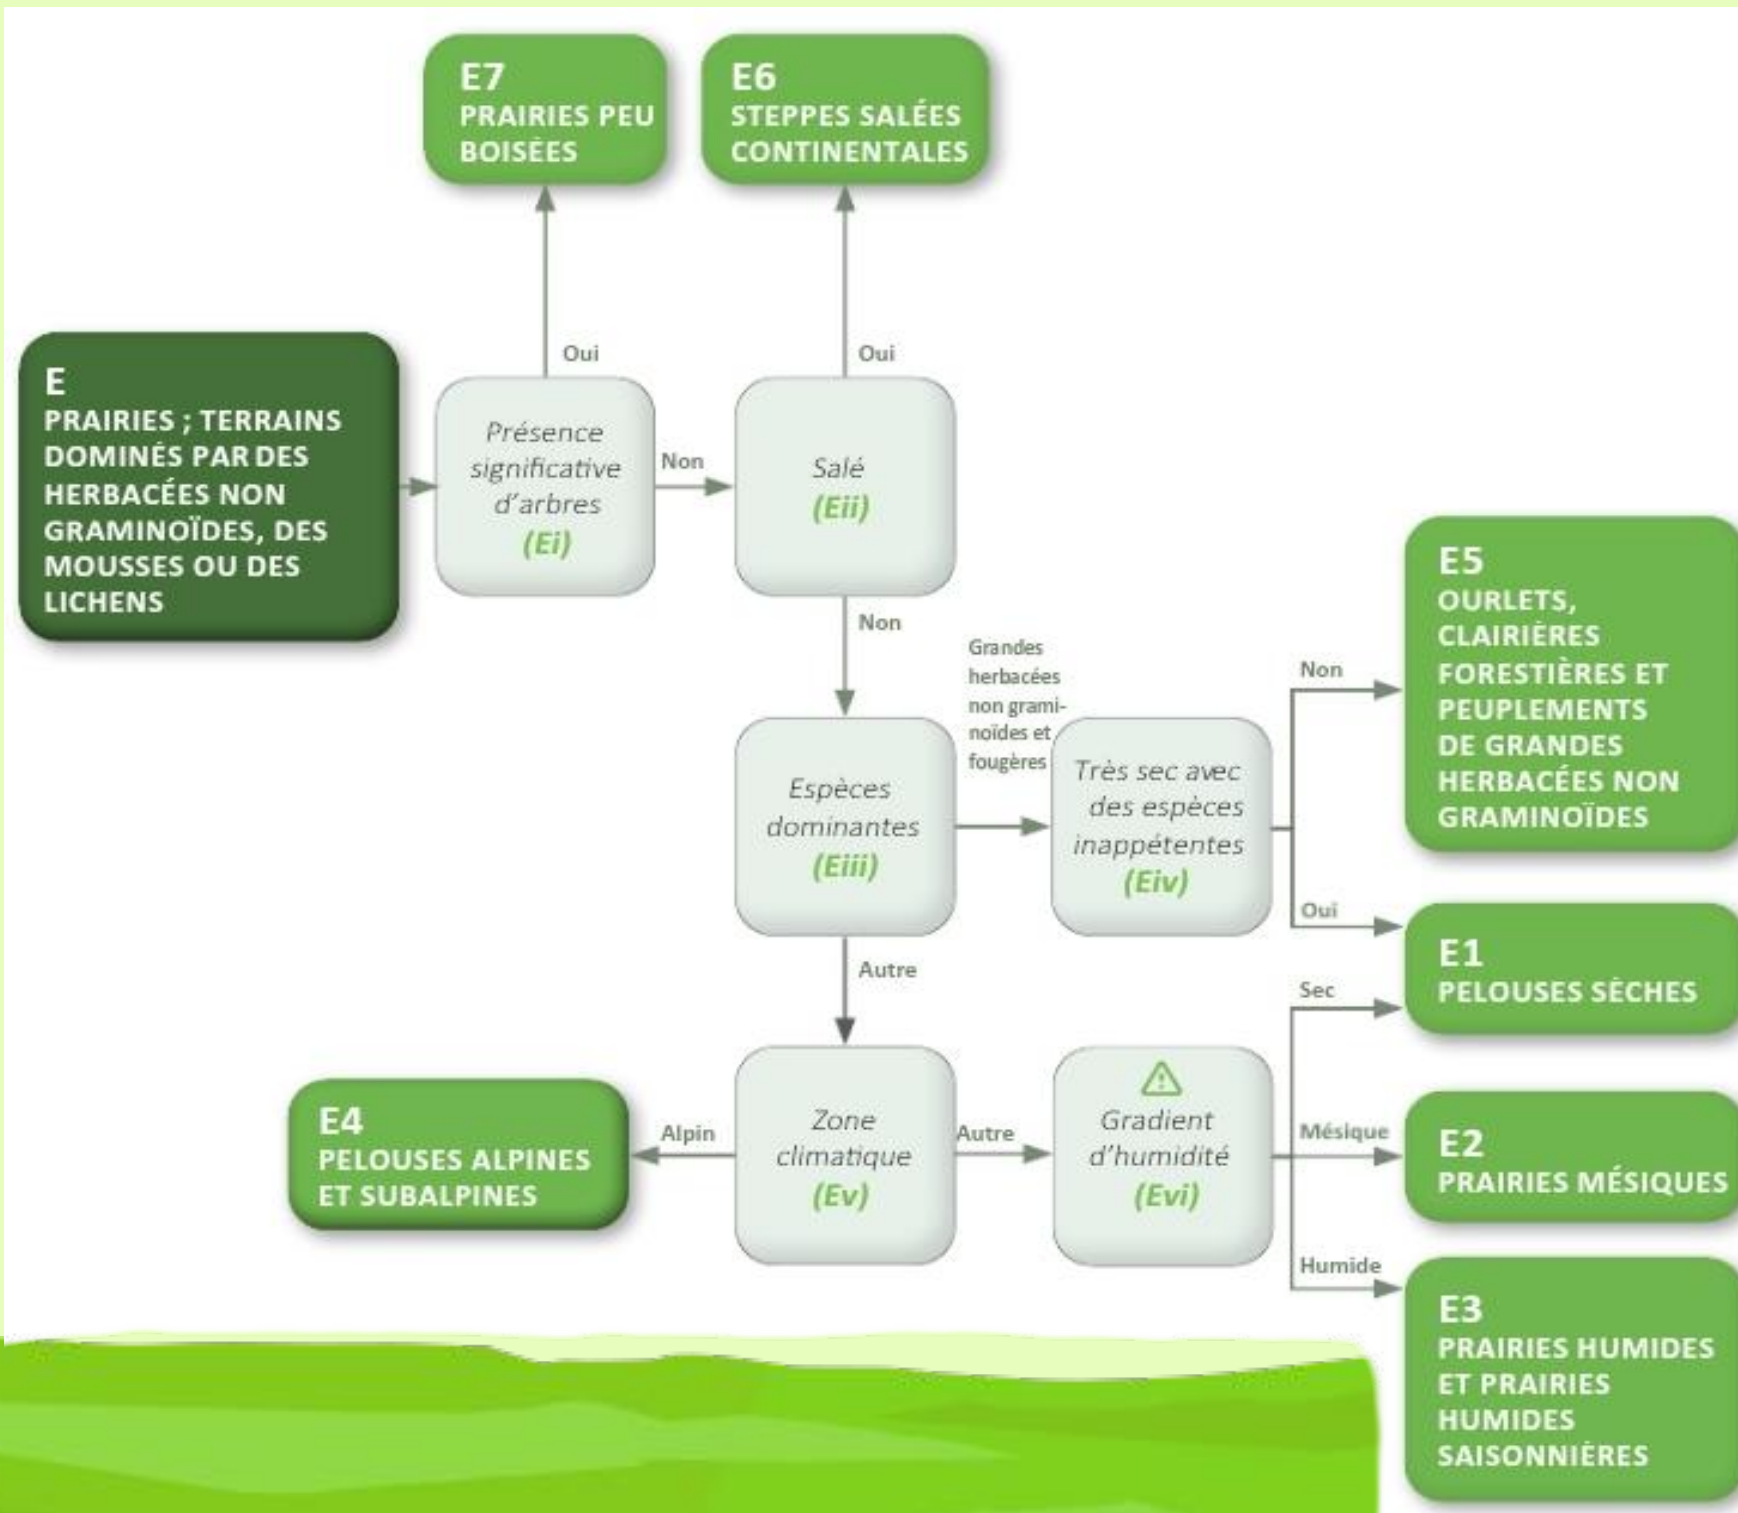 E7
PRAIRIES PEU
BOISÉES
E6
STEPPES SALÉES
CONTINENTALES
Oui
Oui
E
PRAIRIES ; TERRAINS
DOMINÉS PAR DES
HERBACÉES NON
GRAMINOÏDES, DES
MOUSSES OU DES
LICHENS
Présence
significative
d'arbres
(Ei)
Non
Salé
(Eii)
Non
Grandes
herbacées
non grami-
noïdes et
fougères
Espèces
dominantes
(Eiii)
Très sec avec
des espèces
inappétentes
(Eiv)
Non
E5
OURLETS,
CLAIRIÈRES
FORESTIÈRES ET
PEUPLEMENTS
DE GRANDES
HERBACÉES NON
GRAMINOÏDES
Oui
E1
PELOUSES SÈCHES
Autre
Sec
E4
PELOUSES ALPINES
ET SUBALPINES
Alpin
Zone
climatique
(Ev)
Autre
Gradient
d'humidité
(Evi)
Mésique
E2
PRAIRIES MÉSIQUES
Humide
E3
PRAIRIES HUMIDES
ET PRAIRIES
HUMIDES
SAISONNIÈRES